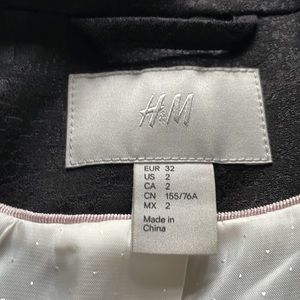 H&M
EUR 32
US 2
CA 2
CN 155/76A
MX 2
Made in
China